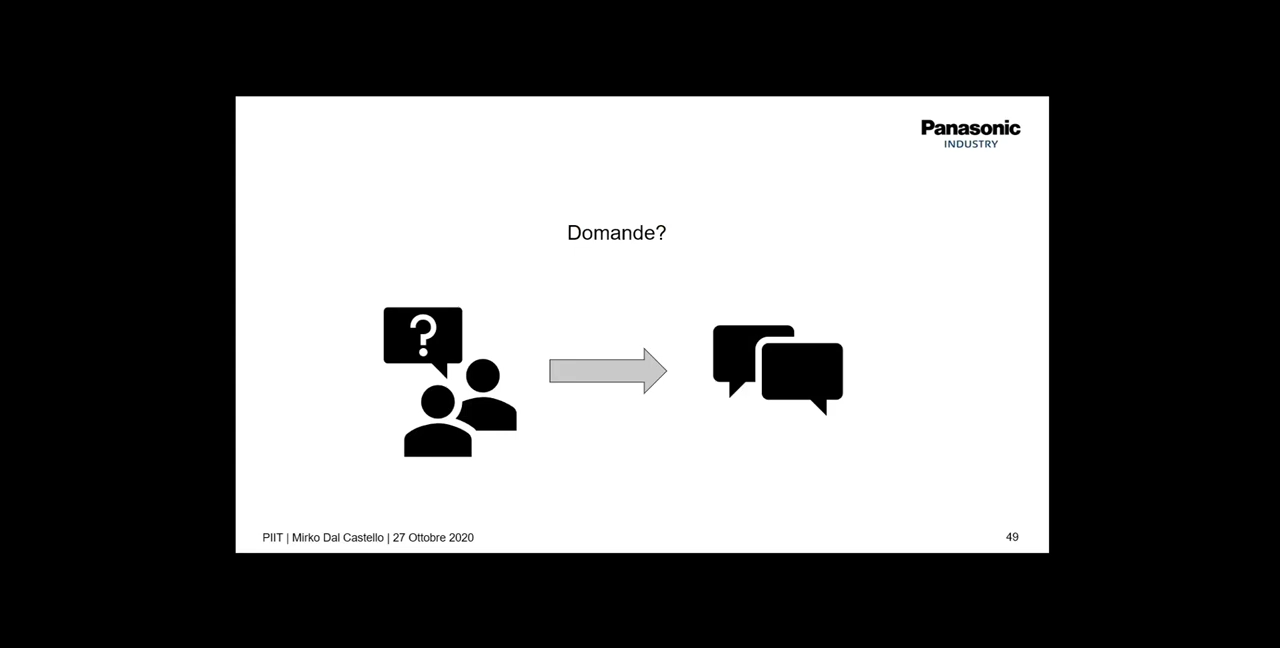 Panasonic
INDUSTRY
Domande?
?
PIIT | Mirko Dal Castello | 27 Ottobre 2020
49